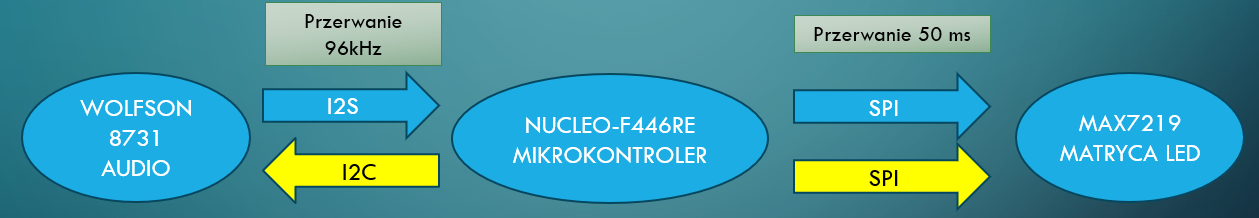 Przerwanie
96kHz
Przerwanie 50 ms
WOLFSON
8731
AUDIO
I2S
I2C
NUCLEO-F446RE
MIKROKONTROLER
SPI
SPI
MAX7219
MATRYCA LED